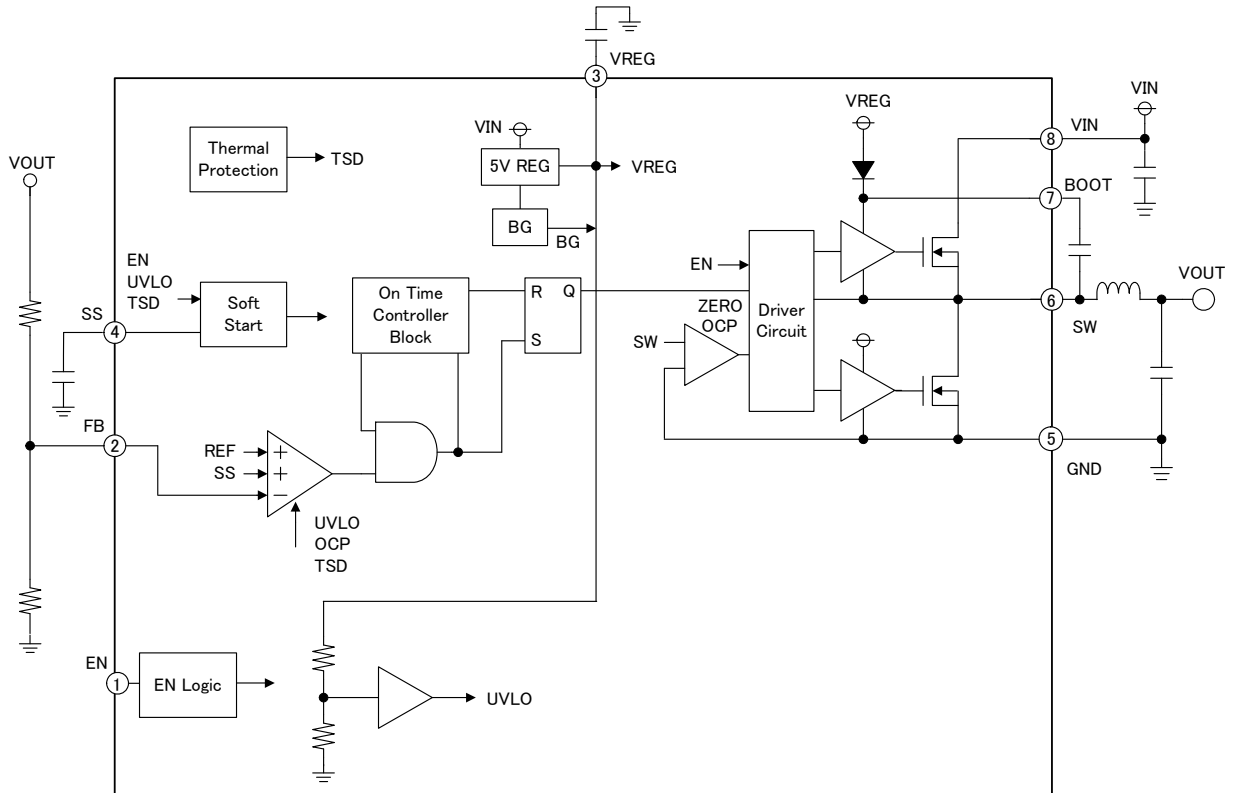 VREG
3
VIN
VREG
VIN
8
Thermal
Protection
TSD
5V REG
VREG
VOUT
BOOT
7
BG
BG
EN
UVLO
TSD
EN
SS
4
Soft
Start
On Time
Controller
Block
R Q
S
ZERO
OCP
SW
Driver
Circuit
6
SW
VOUT
FB
2
REF
+
SS
+
−
5
GND
UVLO
OCP
TSD
EN
1
EN Logic
UVLO